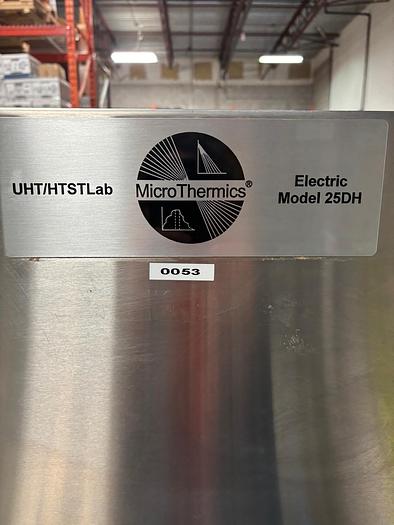 UHT/HTSTLab
MicroThermics®
Electric
Model 25DH
0053